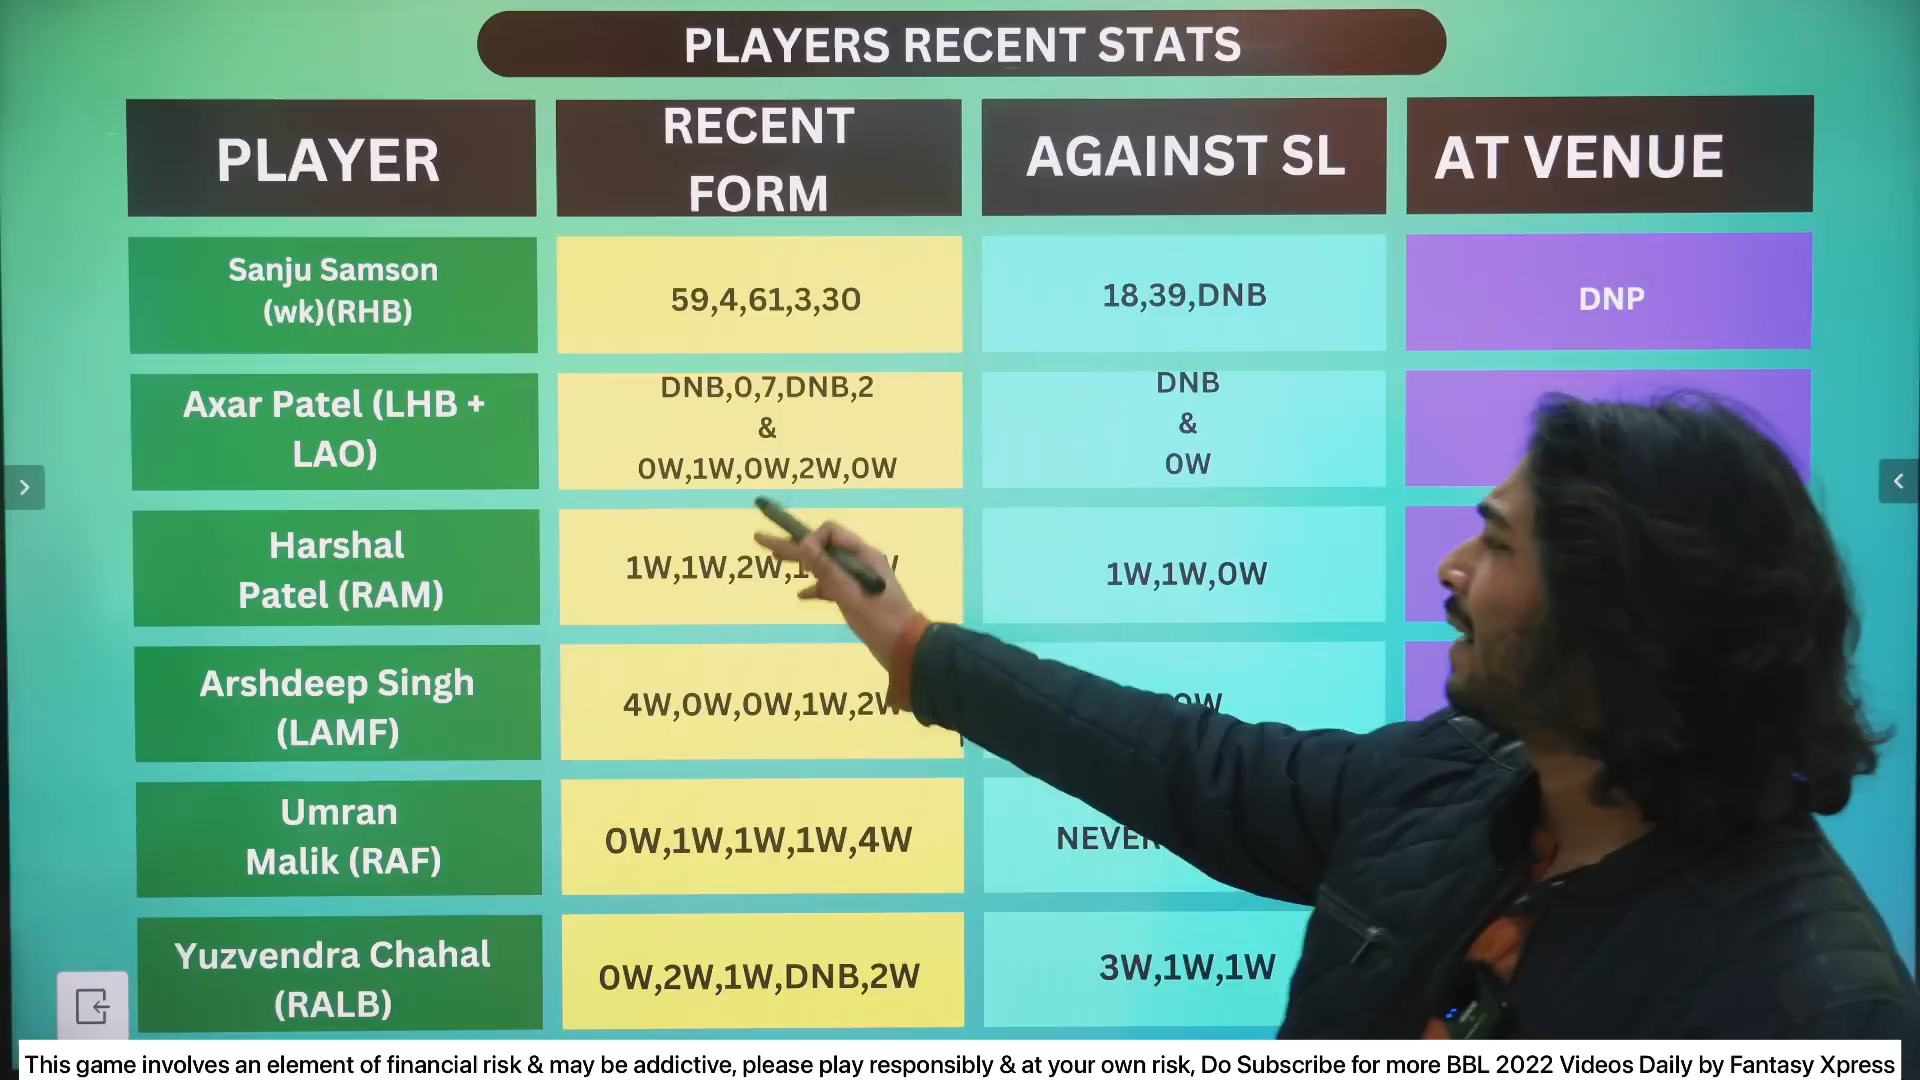 PLAYERS RECENT STATS
PLAYER
RECENT
FORM
AGAINST SL
AT VENUE
Sanju Samson
(wk)(RHB)
59,4,61,3,30
18,39,DNB
DNP
Axar Patel (LHB +
LAO)
DNB,0,7,DNB,2
&
0W,1W,0W,2W,0W
DNB
&
0W
Harshal
Patel (RAM)
1W,1W,2W,
1W,1W,0W
Arshdeep Singh
(LAMF)
4W,0W,0W,1W,2W
0W
Umran
Malik (RAF)
0W,1W,1W,1W,4W
NEVER
Yuzvendra Chahal
(RALB)
0W,2W,1W,DNB,2W
3W,1W,1W
This game involves an element of financial risk & may be addictive, please play responsibly & at your own risk, Do Subscribe for more BBL 2022 Videos Daily by Fantasy Xpress